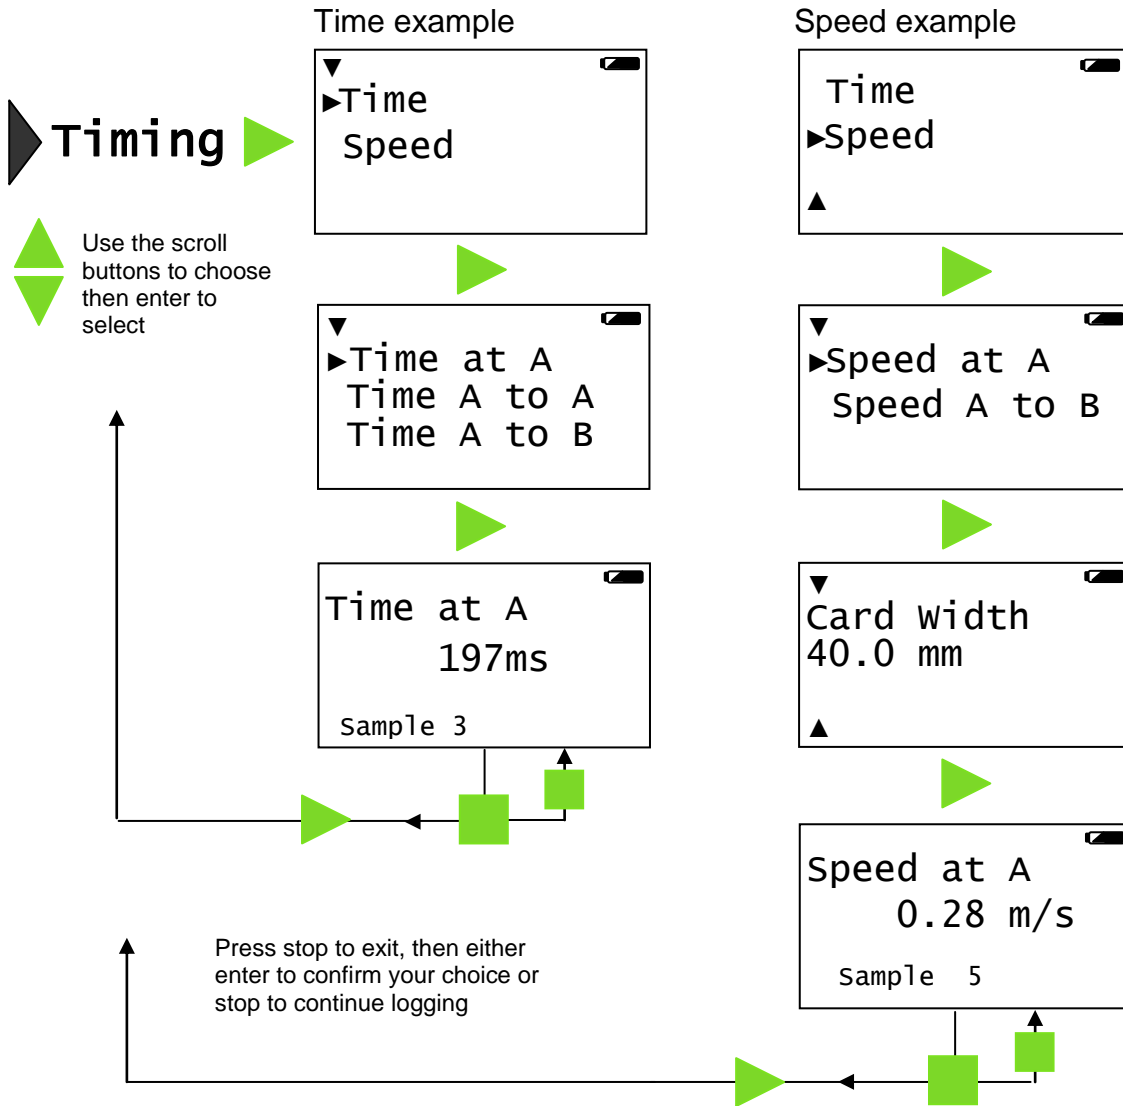 Time example
Speed example
Timing
Time
Speed
Time
Speed
Use the scroll
buttons to choose
then enter to
select
Time at A
Time A to A
Time A to B
Speed at A
Speed A to B
Time at A
197ms
Sample 3
Card Width
40.0 mm
Speed at A
0.28 m/s
Sample 5
Press stop to exit, then either
enter to confirm your choice or
stop to continue logging